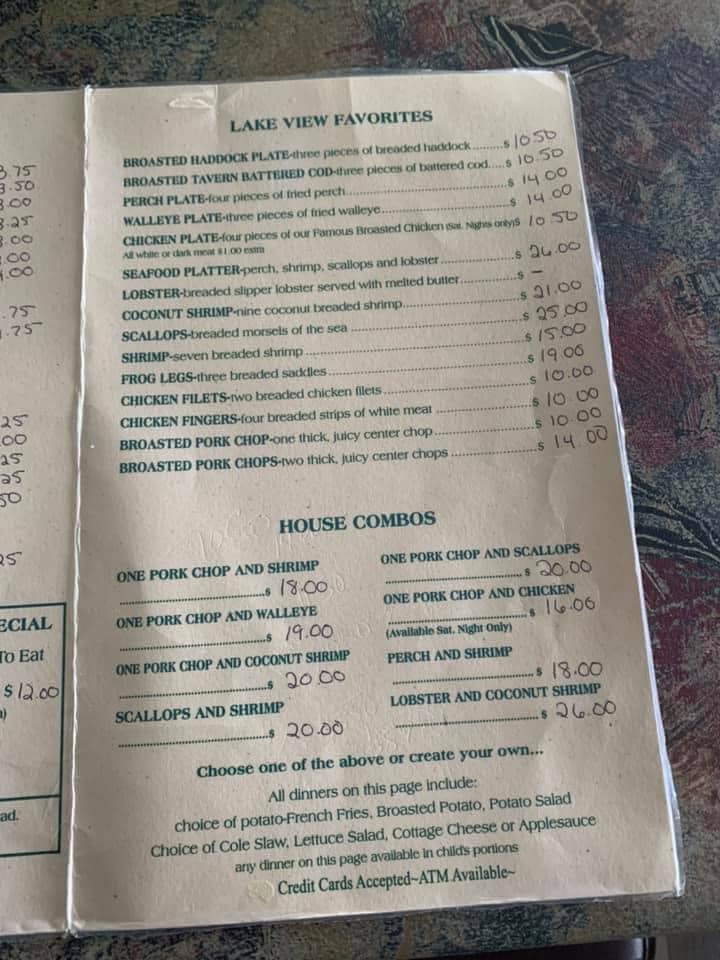 3.75
3.50
3.00
3.25
3.00
.00
4.00
.75
1.75
25
00
25
25
50
25
ECIAL
To Eat
$ 12.00
ad.
LAKE VIEW FAVORITES
BROASTED HADDOCK PLATE-three pieces of breaded haddock.........$ 10.50
BROASTED TAVERN BATTERED COD-three pieces of battered cod.....$ 10.50
PERCH PLATE-four pieces of fried perch.......................................$ 14.00
WALLEYE PLATE-three pieces of fried walleye................................$ 14.00
CHICKEN PLATE-four pieces of our Famous Broasted Chicken (Sat. Nights only)$ 10.50
All white or dark meat $1.00 extra
SEAFOOD PLATTER-perch, shrimp, scallops and lobster..................$ 26.00
LOBSTER-breaded slipper lobster served with melted butter.............$ –
COCONUT SHRIMP-nine coconut breaded shrimp............................$ 21.00
SCALLOPS-breaded morsels of the sea .......................................$ 25.00
SHRIMP-seven breaded shrimp ..................................................$ 15.00
FROG LEGS-three breaded saddles..............................................$ 19.00
CHICKEN FILETS-two breaded chicken filets..................................$ 10.00
CHICKEN FINGERS-four breaded strips of white meat .....................$ 10.00
BROASTED PORK CHOP-one thick, juicy center chop......................$ 10.00
BROASTED PORK CHOPS-two thick, juicy center chops ...................$ 14.00
HOUSE COMBOS
ONE PORK CHOP AND SHRIMP
.......................................$ 18.00
ONE PORK CHOP AND WALLEYE
.......................................$ 19.00
ONE PORK CHOP AND COCONUT SHRIMP
.......................................$ 20.00
SCALLOPS AND SHRIMP
.......................................$ 20.00
ONE PORK CHOP AND SCALLOPS
.......................................$ 20.00
ONE PORK CHOP AND CHICKEN
.......................................$ 16.00
(Available Sat. Night Only)
PERCH AND SHRIMP
.......................................$ 18.00
LOBSTER AND COCONUT SHRIMP
.......................................$ 26.00
Choose one of the above or create your own...
All dinners on this page include:
choice of potato-French Fries, Broasted Potato, Potato Salad
Choice of Cole Slaw, Lettuce Salad, Cottage Cheese or Applesauce
any dinner on this page available in child's portions
Credit Cards Accepted~ATM Available~